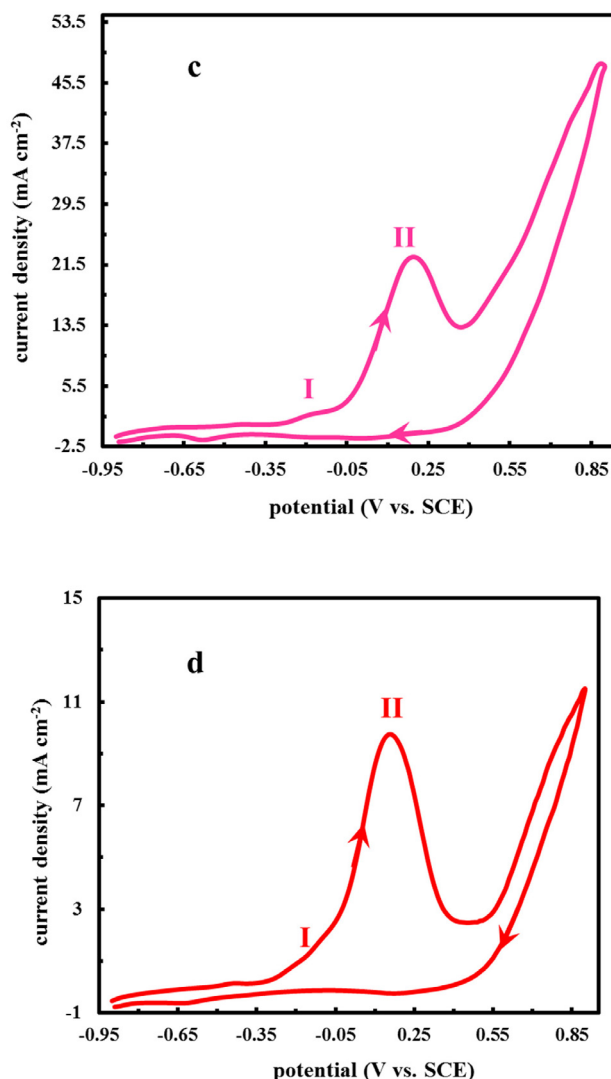 53.5
c
45.5
37.5
29.5
21.5
13.5
5.5
-2.5
current density (mA cm-2)
II
I
-0.95 -0.65 -0.35 -0.05 0.25 0.55 0.85
potential (V vs. SCE)
15
d
11
7
3
-1
current density (mA cm-2)
II
I
-0.95 -0.65 -0.35 -0.05 0.25 0.55 0.85
potential (V vs. SCE)